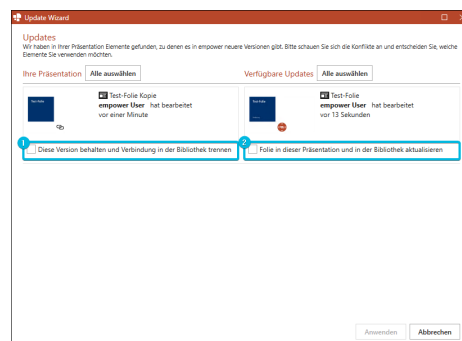 Update Wizard
Updates
Wir haben in Ihrer Präsentation Elemente gefunden, zu denen es in empower neuere Versionen gibt. Bitte schauen Sie sich die Konflikte an und entscheiden Sie, welche
Elemente Sie verwenden möchten.
Ihre Präsentation Alle auswählen Verfügbare Updates Alle auswählen
Test-Folie Test-Folie Kopie Test-Folie Test-Folie
empower User hat bearbeitet empower User hat bearbeitet
vor einer Minute vor 13 Sekunden
1 Diese Version behalten und Verbindung in der Bibliothek trennen 2 Folie in dieser Präsentation und in der Bibliothek aktualisieren
Anwenden Abbrechen